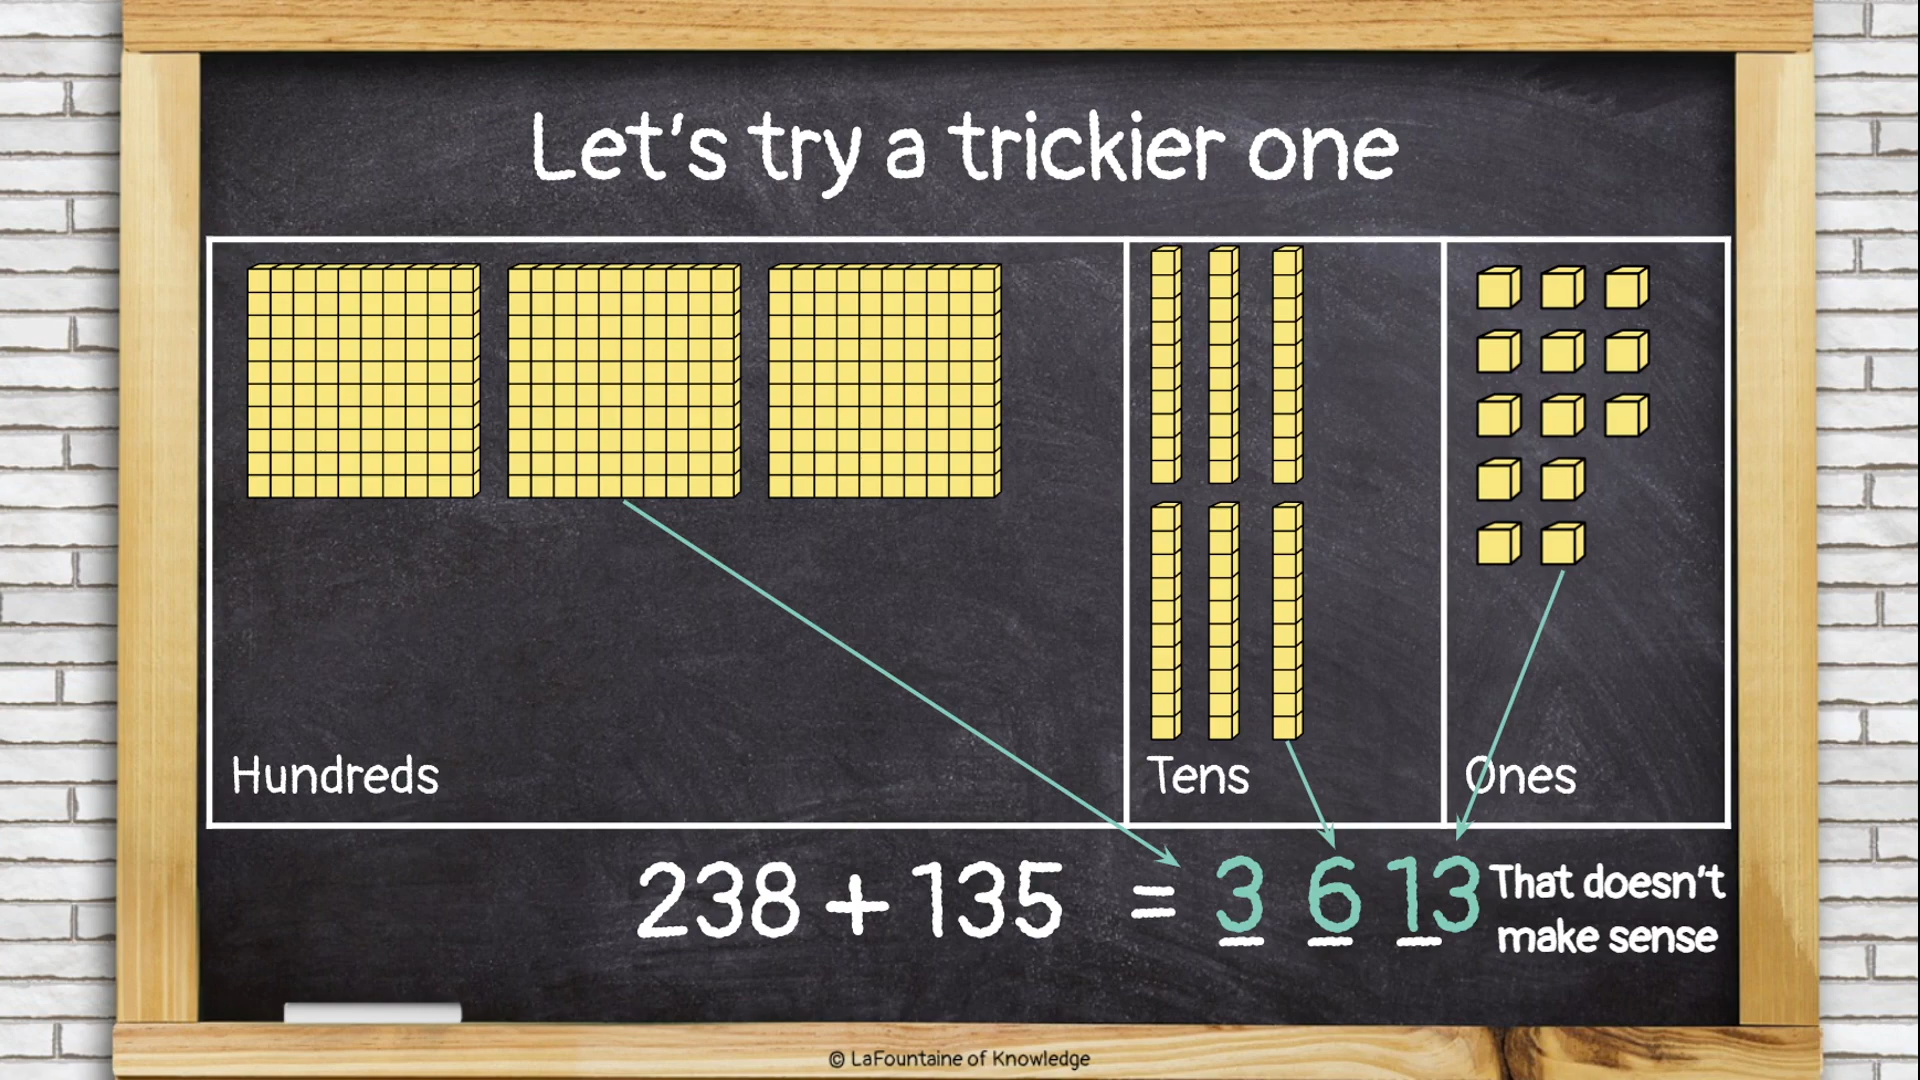 Let's try a trickier one
Hundreds
Tens
Ones
238 + 135 = 3 6 13
That doesn't
make sense
© LaFountaine of Knowledge